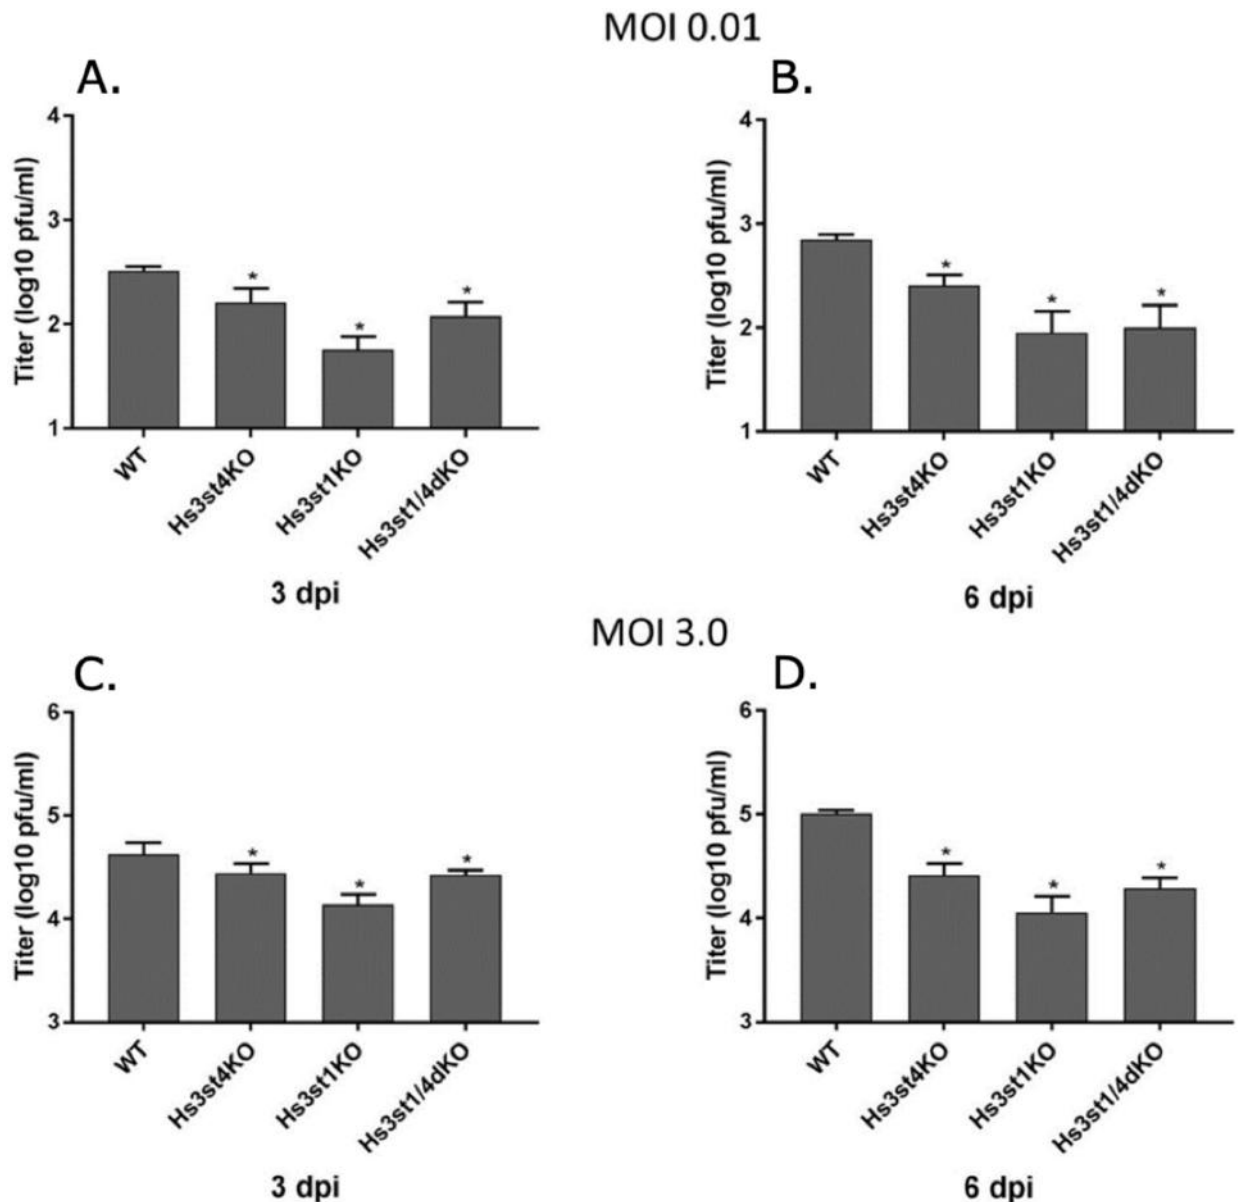 MOI 0.01
A.
Titer (log10 pfu/ml)
4
3
2
1
*
*
*
WT
Hs3st4KO
Hs3st1KO
Hs3st1/4dKO
3 dpi
B.
Titer (log10 pfu/ml)
4
3
2
1
*
*
*
WT
Hs3st4KO
Hs3st1KO
Hs3st1/4dKO
6 dpi
MOI 3.0
C.
Titer (log10 pfu/ml)
6
5
4
3
*
*
*
WT
Hs3st4KO
Hs3st1KO
Hs3st1/4dKO
3 dpi
D.
Titer (log10 pfu/ml)
6
5
4
3
*
*
*
WT
Hs3st4KO
Hs3st1KO
Hs3st1/4dKO
6 dpi